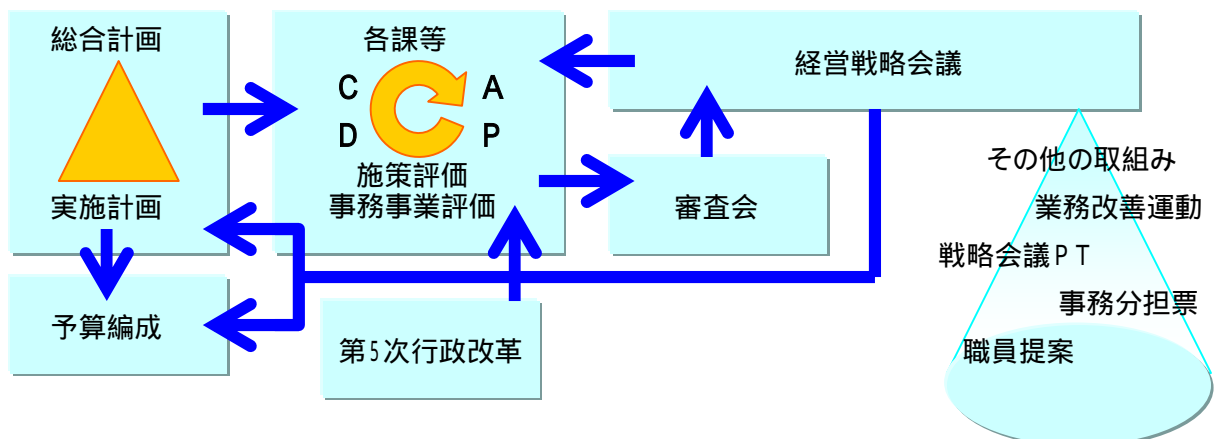 総合計画
実施計画
予算編成
各課等
C
A
D
P
施策評価
事務事業評価
第5次行政改革
経営戦略会議
審査会
その他の取組み
業務改善運動
戦略会議PT
事務分担票
職員提案